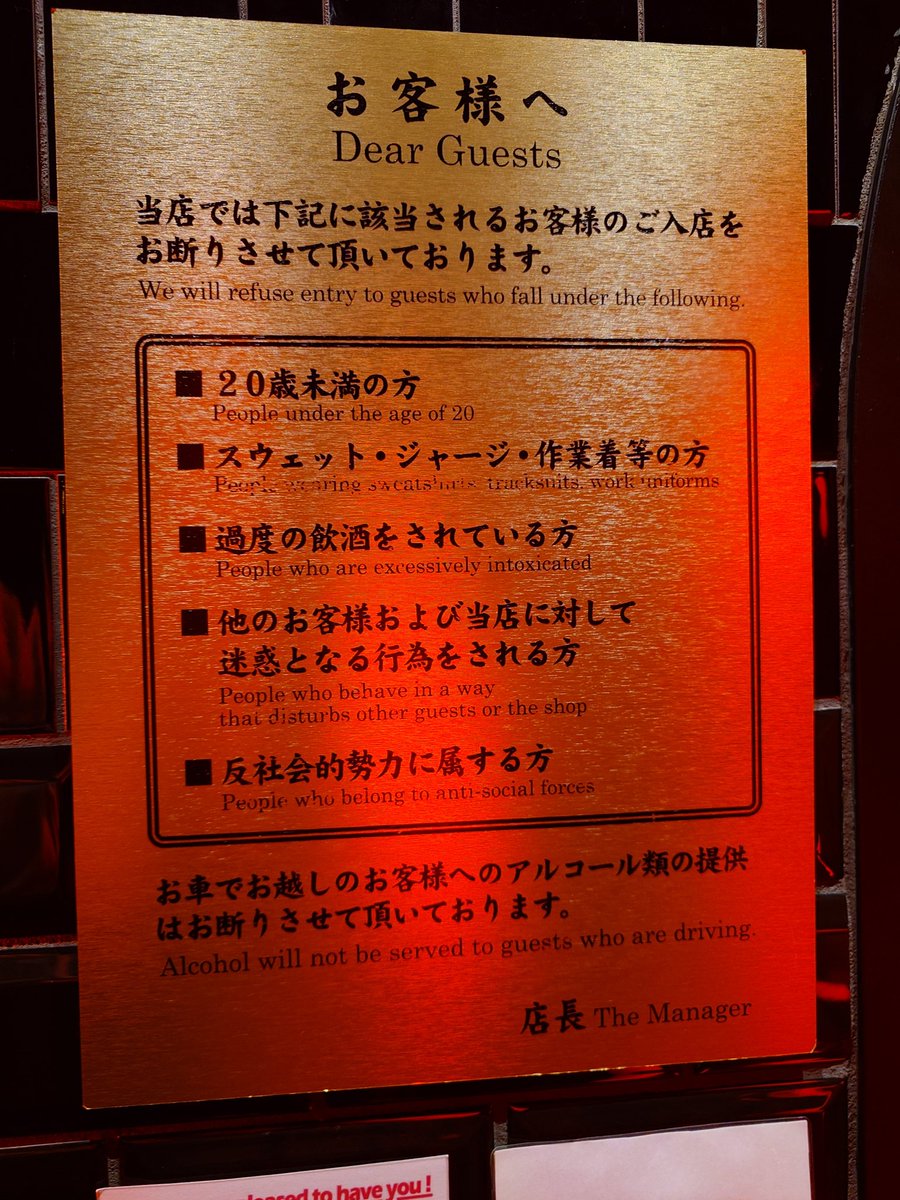 お客様へ
Dear Guests
当店では下記に該当されるお客様のご入店を
お断りさせて頂いております。
We will refuse entry to guests who fall under the following.
■ 20歳未満の方
People under the age of 20
■ スウェット・ジャージ・作業着等の方
People wearing sweatshirts, tracksuits, work uniforms
■ 過度の飲酒をされている方
People who are excessively intoxicated
■ 他のお客様および当店に対して
迷惑となる行為をされる方
People who behave in a way
that disturbs other guests or the shop
■ 反社会的勢力に属する方
People who belong to anti-social forces
お車でお越しのお客様へのアルコール類の提供
はお断りさせて頂いております。
Alcohol will not be served to guests who are driving.
店長 The Manager
to have you !